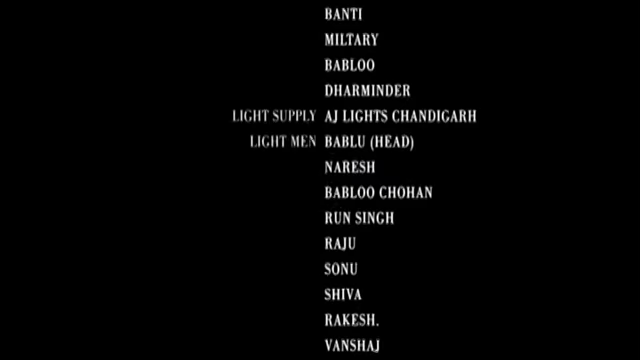 BANTI
MILTARY
BABLOO
DHARMINDER
LIGHT SUPPLY AJ LIGHTS CHANDIGARH
LIGHT MEN BABLU (HEAD)
NARESH
BABLOO CHOHAN
RUN SINGH
RAJU
SONU
SHIVA
RAKESH.
VANSHAJ